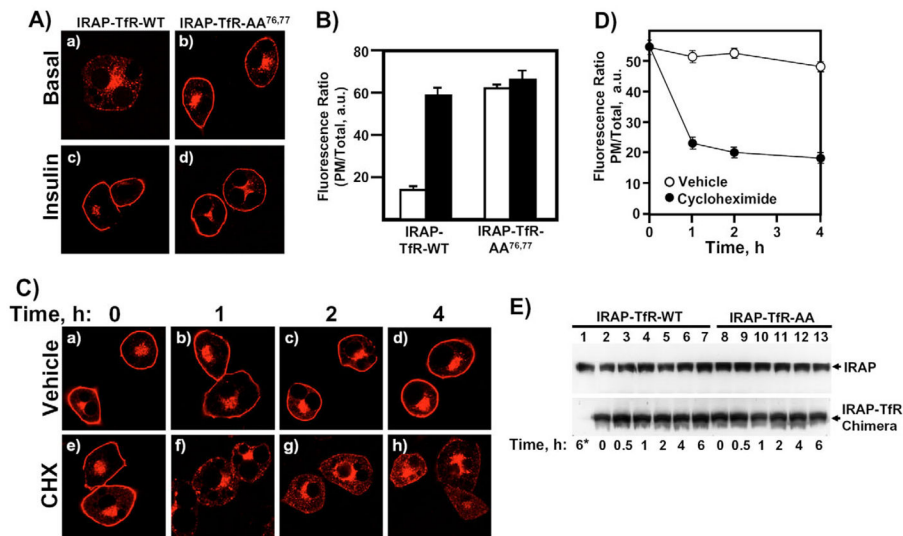 A)
IRAP-TfR-WT IRAP-TfR-AA76,77
Basal
a) b)
Insulin
c) d)
B)
Fluorescence Ratio
(PM/Total, a.u.)
80
60
40
20
IRAP-
TfR-WT
IRAP-TfR-
AA76,77
D)
Fluorescence Ratio
PM/Total, a.u.)
60
50
40
30
20
10
0
Vehicle
Cycloheximide
0 1 2 3 4
Time, h
C)
Time, h: 0 1 2 4
Vehicle
a) b) c) d)
CHX
e) f) g) h)
E)
IRAP-TfR-WT IRAP-TfR-AA
1 2 3 4 5 6 7 8 9 10 11 12 13
IRAP
IRAP-TfR
Chimera
Time, h: 6* 0 0.5 1 2 4 6 0 0.5 1 2 4 6